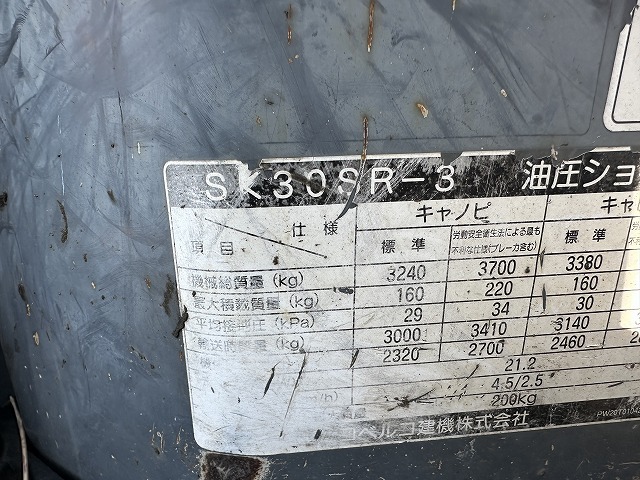 SK30SR-3 油圧ショ
仕様 キャノピ キャビ
項目 標準 労働安全衛生法による最も不利な仕様(ブレーカ含む) 標準
機械総質量 (kg) 3240 3700 3380
最大積載質量 (kg) 160 220 160
平均接地圧 (kPa) 29 34 30
輸送時質量 (kg) 3000 3410 3140
2320 2700 2460
21.2
4.5/2.5
200kg
コベルコ建機株式会社 PW20T0104